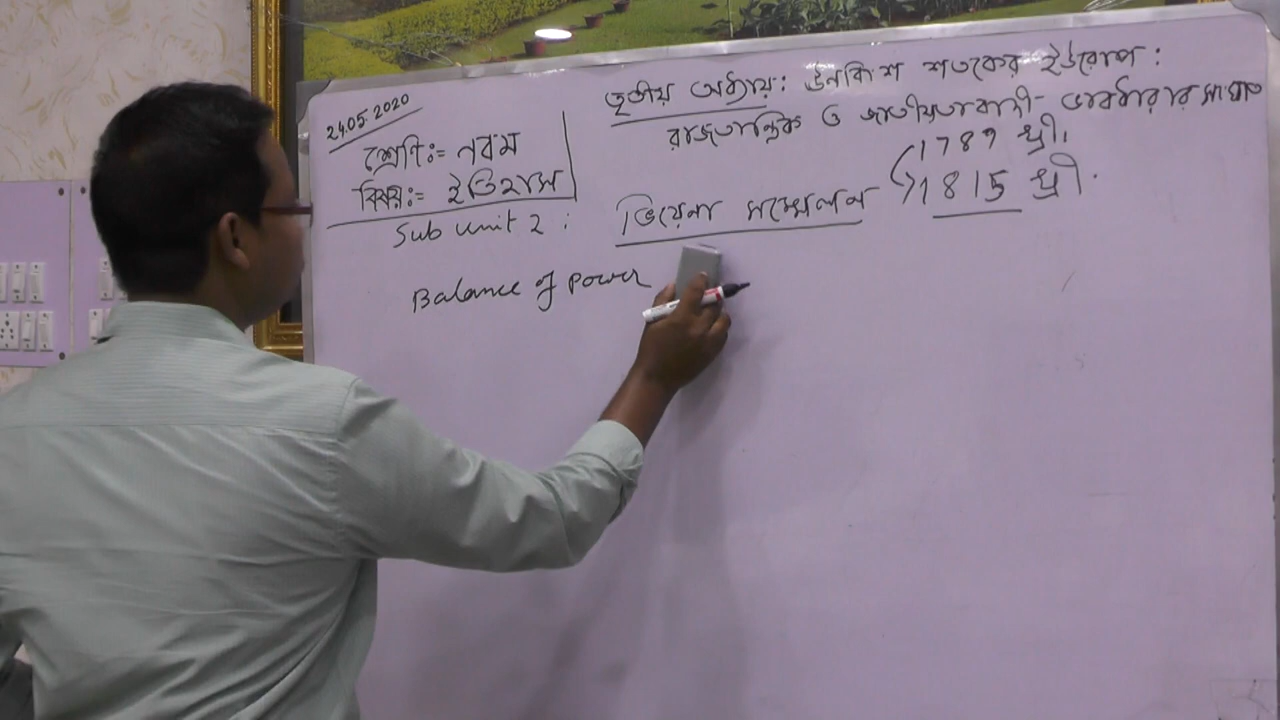 24.05.2020
শ্রেণিঃ= নবম
বিষয়ঃ= ইতিহাস
তৃতীয় অধ্যায়: ঊনবিংশ শতকের ইউরোপ:
রাজতান্ত্রিক ও জাতীয়তাবাদী ভাবধারার সংঘাত
1789 খ্রী.
1815 খ্রী.
Sub Unit 2: ভিয়েনা সম্মেলন
Balance of Power